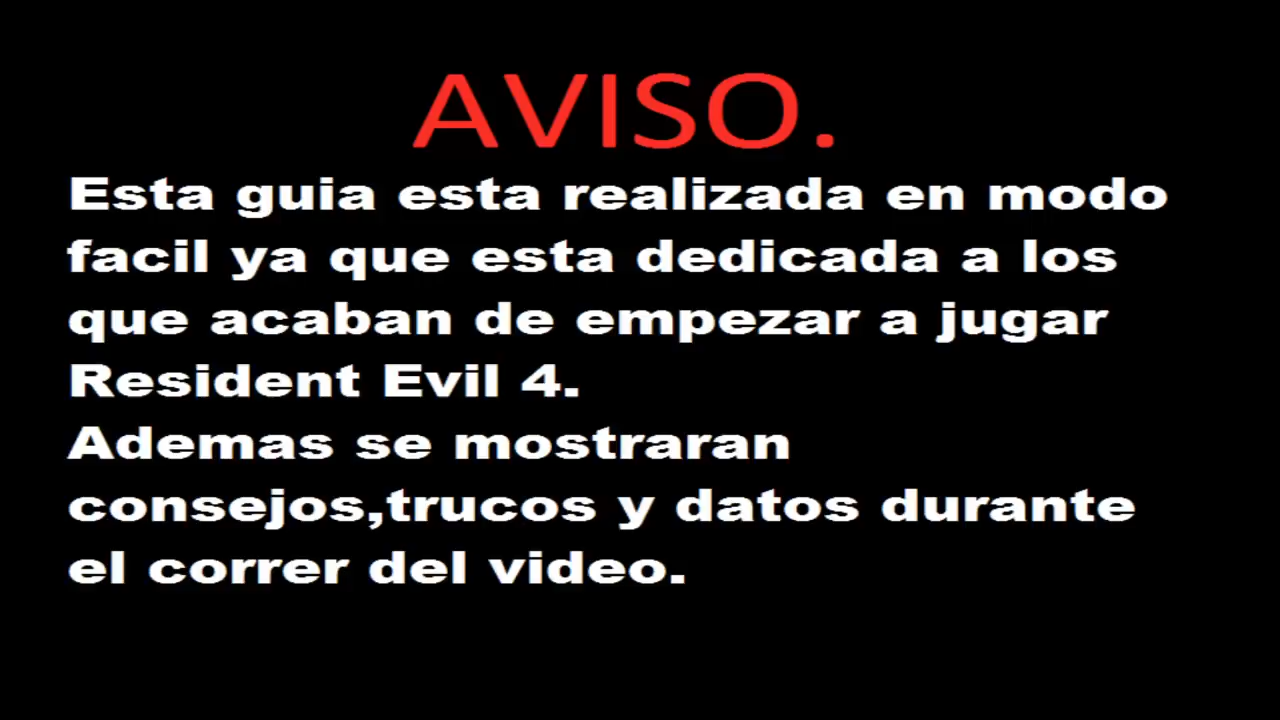 AVISO.
Esta guia esta realizada en modo
facil ya que esta dedicada a los
que acaban de empezar a jugar
Resident Evil 4.
Ademas se mostraran
consejos,trucos y datos durante
el correr del video.